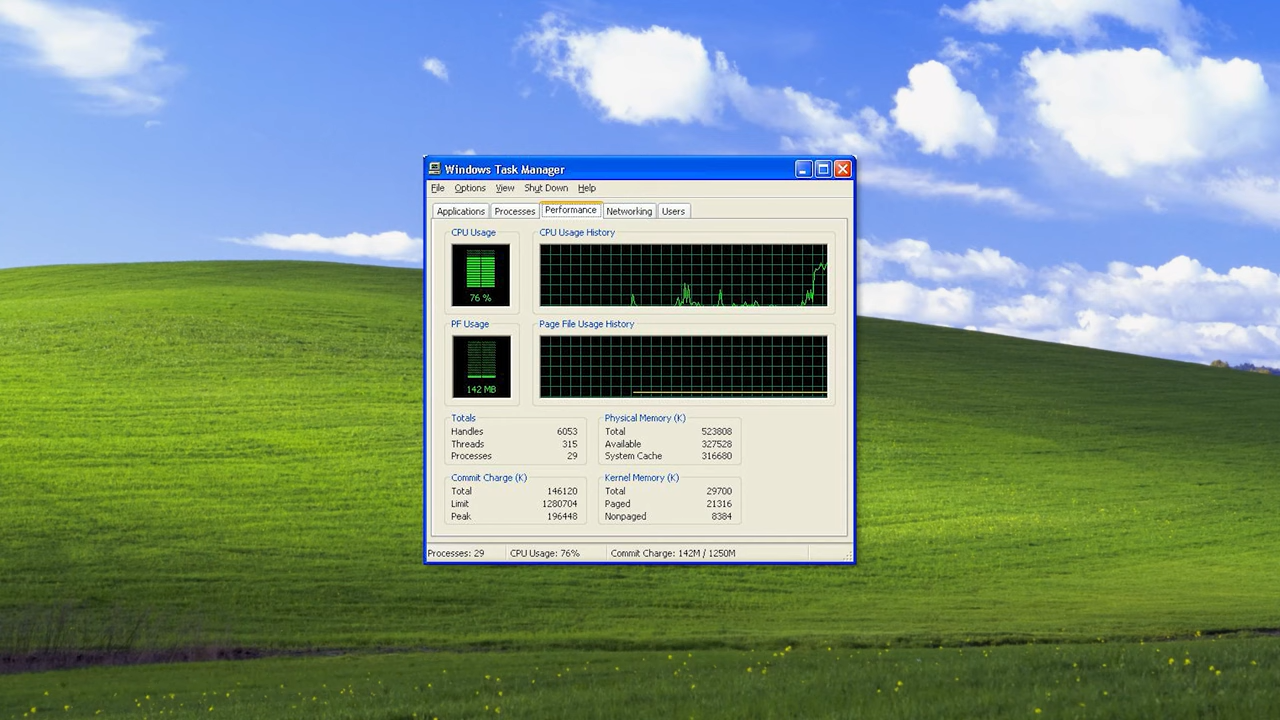 Windows Task Manager
File Options View Shut Down Help
Applications Processes Performance Networking Users
CPU Usage CPU Usage History
76 %
PF Usage Page File Usage History
142 MB
Totals
Handles 6053
Threads 315
Processes 29
Physical Memory (K)
Total 523808
Available 327528
System Cache 316680
Commit Charge (K)
Total 146120
Limit 1280704
Peak 196448
Kernel Memory (K)
Total 29700
Paged 21316
Nonpaged 8384
Processes: 29 CPU Usage: 76% Commit Charge: 142M / 1250M